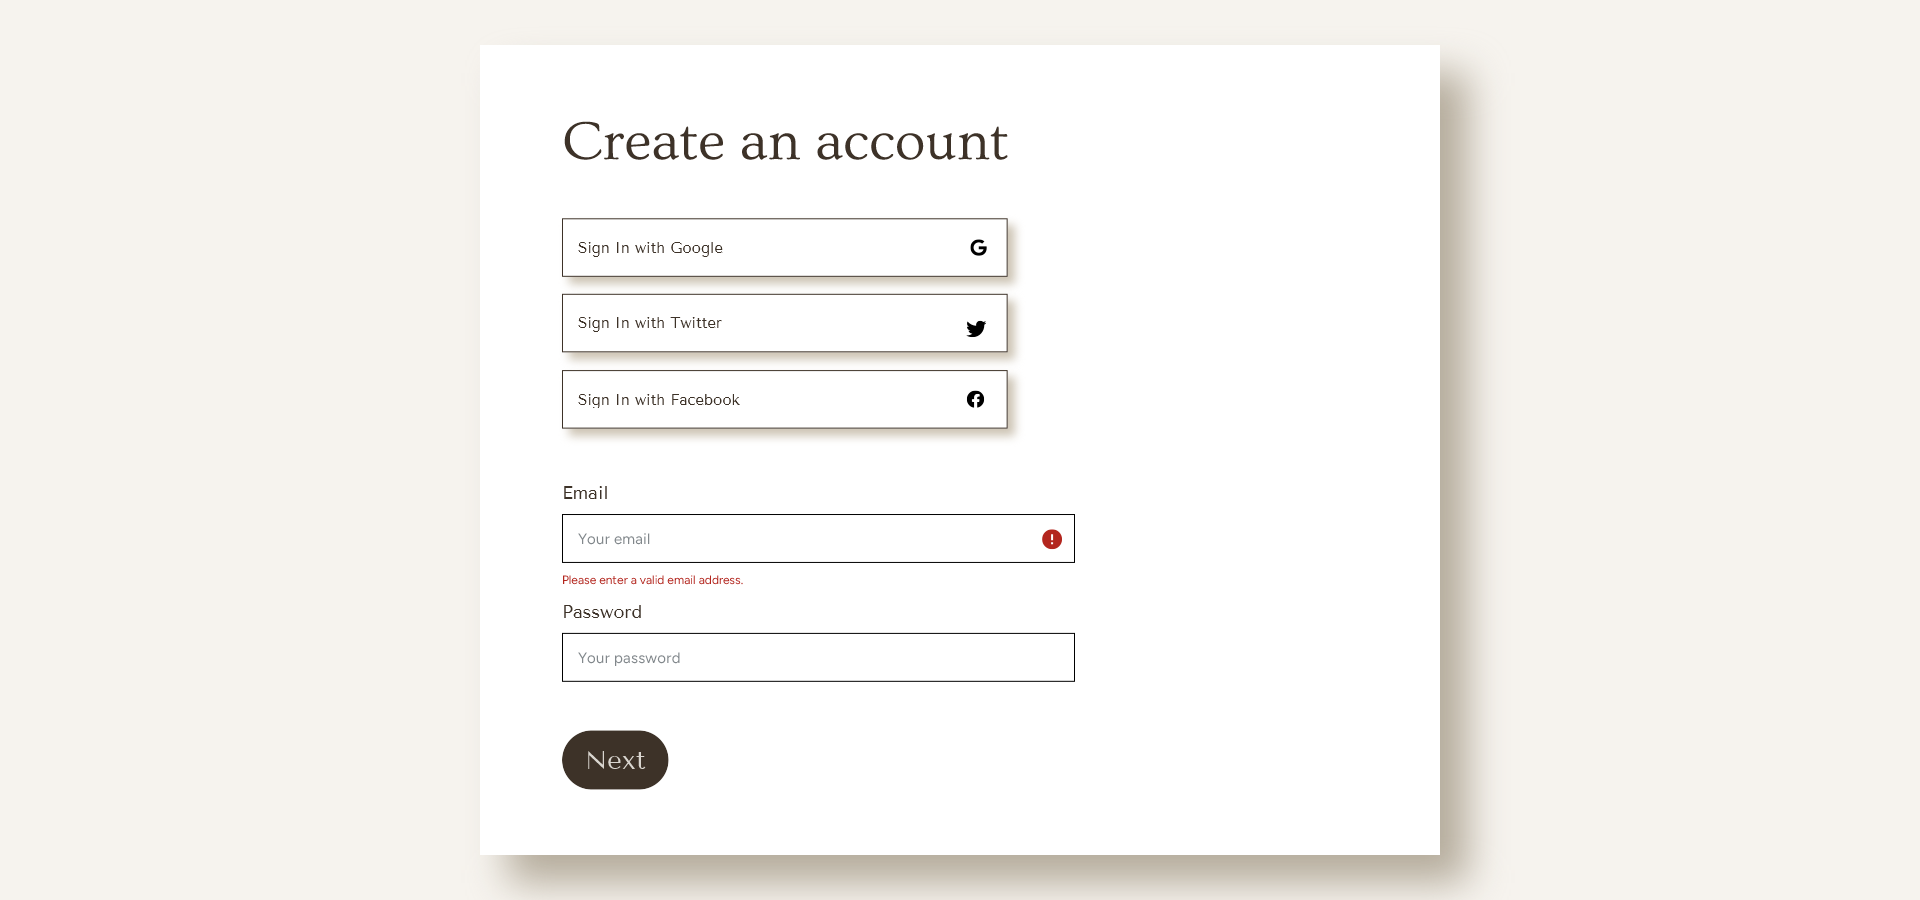 Create an account
Sign In with Google
Sign In with Twitter
Sign In with Facebook
Email
Your email
Please enter a valid email address.
Password
Your password
Next